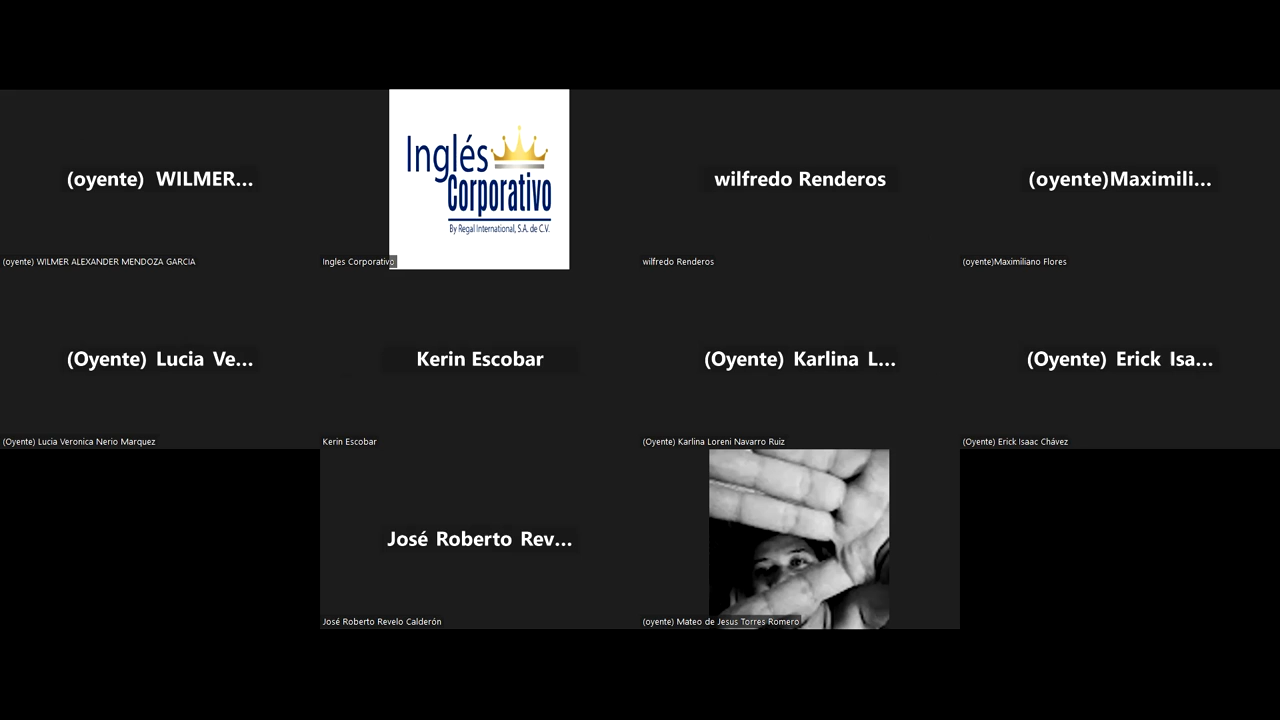 (oyente) WILMER...
(oyente) WILMER ALEXANDER MENDOZA GARCIA
Inglés
Corporativo
By Regal International, S.A. de C.V.
Ingles Corporativo
wilfredo Renderos
wilfredo Renderos
(oyente)Maximili...
(oyente)Maximiliano Flores
(Oyente) Lucia Ve...
(Oyente) Lucia Veronica Nerio Marquez
Kerin Escobar
Kerin Escobar
(Oyente) Karlina L...
(Oyente) Karlina Loreni Navarro Ruiz
(Oyente) Erick Isa...
(Oyente) Erick Isaac Chávez
José Roberto Rev...
José Roberto Revelo Calderón
(oyente) Mateo de Jesus Torres Romero